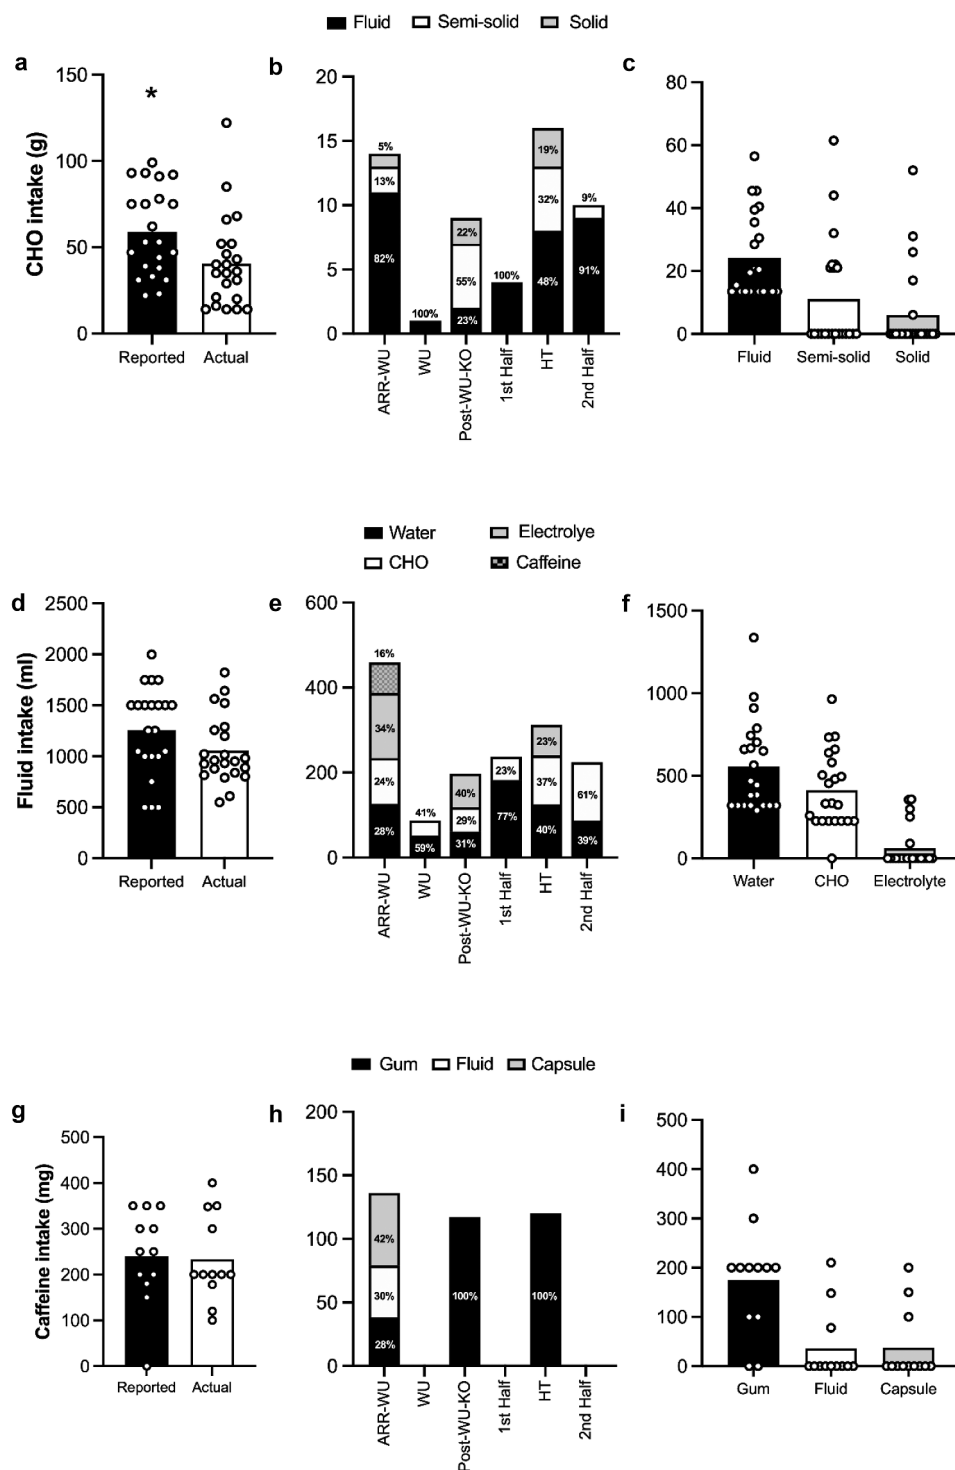 Fluid Semi-solid Solid
a b c
CHO intake (g)
150
100
50
0
Reported Actual
*
20
15
10
5
0
5%
13%
82%
100%
22%
55%
23%
100%
19%
32%
48%
9%
91%
ARR-WU
WU
Post-WU-KO
1st Half
HT
2nd Half
80
60
40
20
0
Fluid Semi-solid Solid
Water Electrolye
CHO Caffeine
d e f
Fluid intake (ml)
2500
2000
1500
1000
500
0
Reported Actual
600
400
200
0
16%
34%
24%
28%
41%
59%
40%
29%
31%
23%
77%
23%
37%
40%
61%
39%
ARR-WU
WU
Post-WU-KO
1st Half
HT
2nd Half
1500
1000
500
0
Water CHO Electrolyte
Gum Fluid Capsule
g h i
Caffeine intake (mg)
500
400
300
200
100
0
Reported Actual
200
150
100
50
0
42%
30%
28%
100%
100%
ARR-WU
WU
Post-WU-KO
1st Half
HT
2nd Half
500
400
300
200
100
0
Gum Fluid Capsule